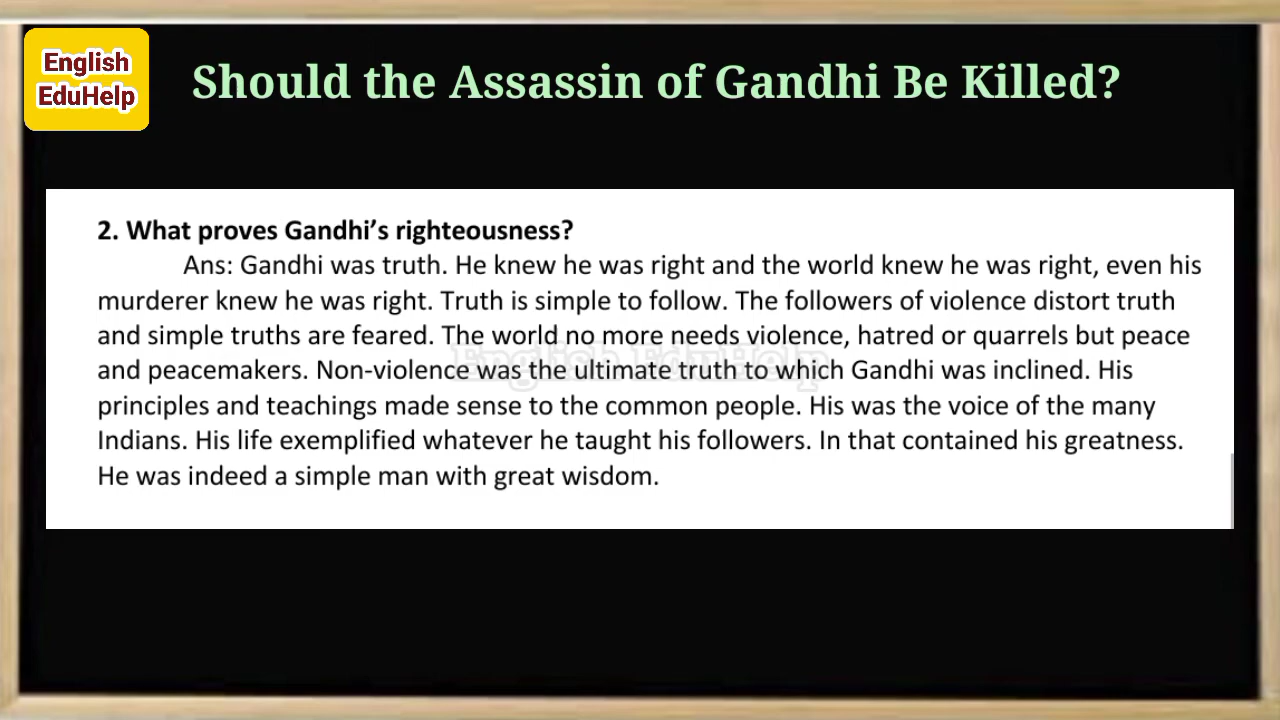 English
EduHelp
Should the Assassin of Gandhi Be Killed?
2. What proves Gandhi’s righteousness?
Ans: Gandhi was truth. He knew he was right and the world knew he was right, even his
murderer knew he was right. Truth is simple to follow. The followers of violence distort truth
and simple truths are feared. The world no more needs violence, hatred or quarrels but peace
English EduHelp
and peacemakers. Non-violence was the ultimate truth to which Gandhi was inclined. His
principles and teachings made sense to the common people. His was the voice of the many
Indians. His life exemplified whatever he taught his followers. In that contained his greatness.
He was indeed a simple man with great wisdom.